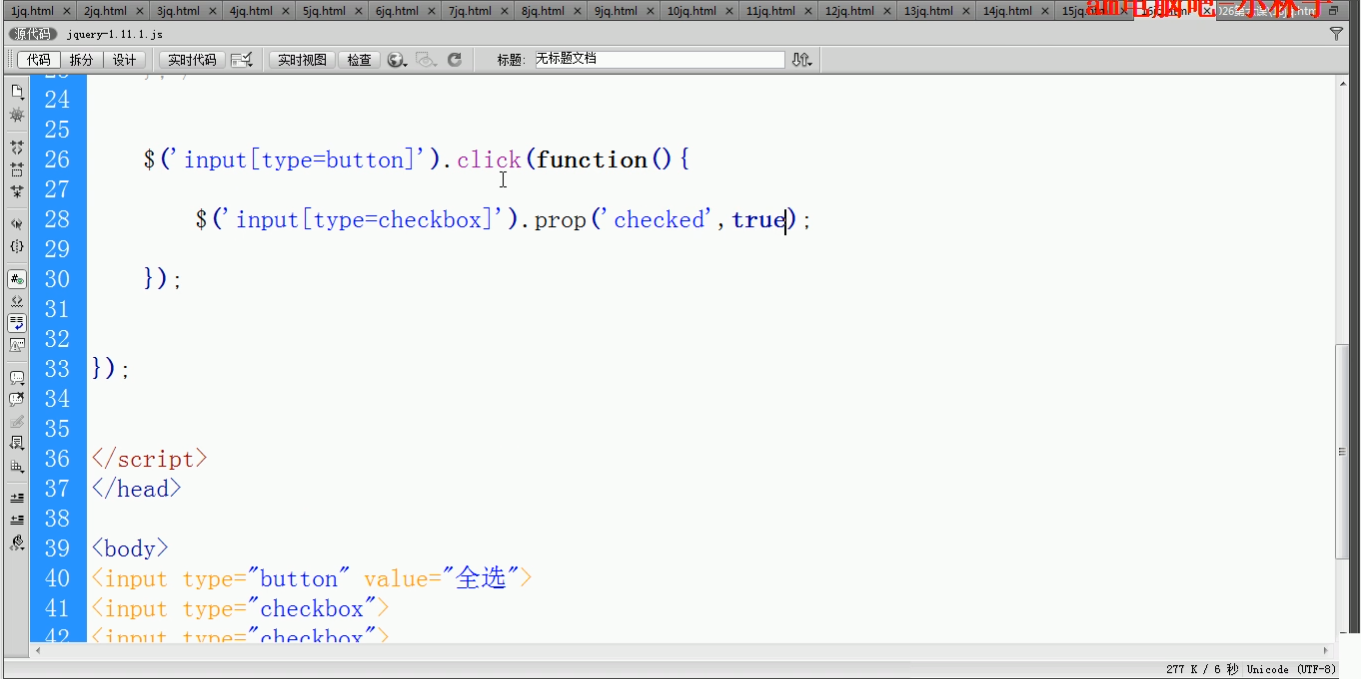 1jq.html × 2jq.html × 3jq.html × 4jq.html × 5jq.html × 6jq.html × 7jq.html × 8jq.html × 9jq.html × 10jq.html × 11jq.html × 12jq.html × 13jq.html × 14jq.html ×
源代码 jquery-1.11.1.js
代码 拆分 设计 实时代码 实时视图 检查 标题: 无标题文档
24
25
26 $('input[type=button]').click(function(){
27
28 $('input[type=checkbox]').prop('checked',true);
29
30 });
31
32
33 });
34
35
36 </script>
37 </head>
38
39 <body>
40 <input type="button" value="全选">
41 <input type="checkbox">
42 <input type="checkbox">
277 K / 6 秒 Unicode (UTF-8)